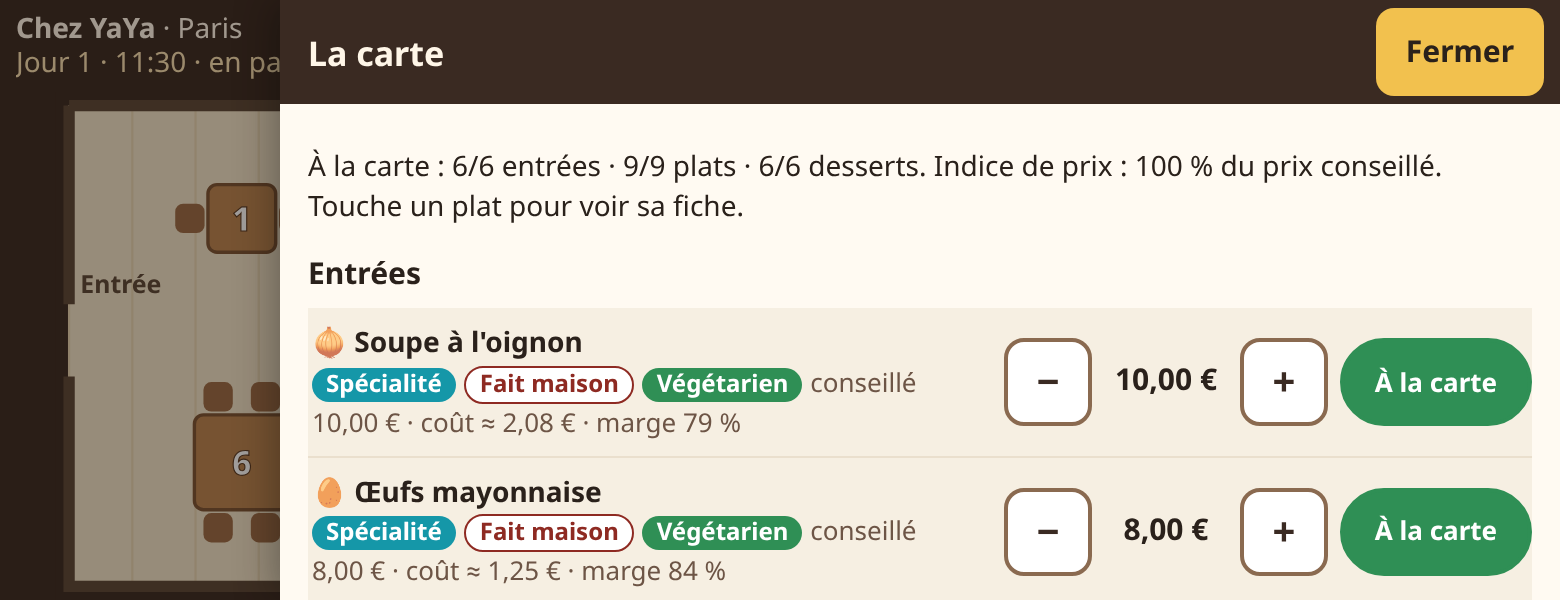 Chez YaYa · Paris
Jour 1 · 11:30 · en pa
La carte
Fermer
1
Entrée
6
À la carte : 6/6 entrées · 9/9 plats · 6/6 desserts. Indice de prix : 100 % du prix conseillé.
Touche un plat pour voir sa fiche.
Entrées
Soupe à l'oignon
Spécialité Fait maison Végétarien conseillé
10,00 € · coût ≈ 2,08 € · marge 79 %
− 10,00 € + À la carte
Œufs mayonnaise
Spécialité Fait maison Végétarien conseillé
8,00 € · coût ≈ 1,25 € · marge 84 %
− 8,00 € + À la carte